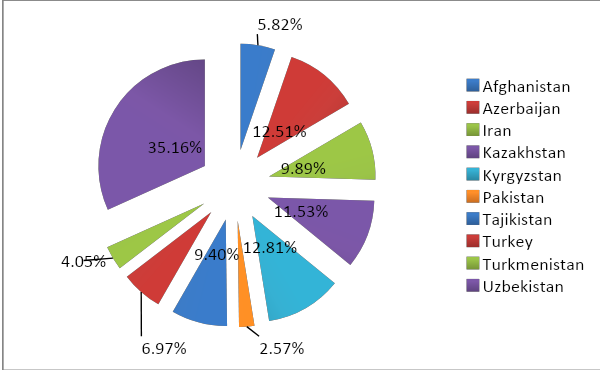 5.82%
12.51%
9.89%
11.53%
12.81%
2.57%
9.40%
6.97%
4.05%
35.16%
Afghanistan
Azerbaijan
Iran
Kazakhstan
Kyrgyzstan
Pakistan
Tajikistan
Turkey
Turkmenistan
Uzbekistan